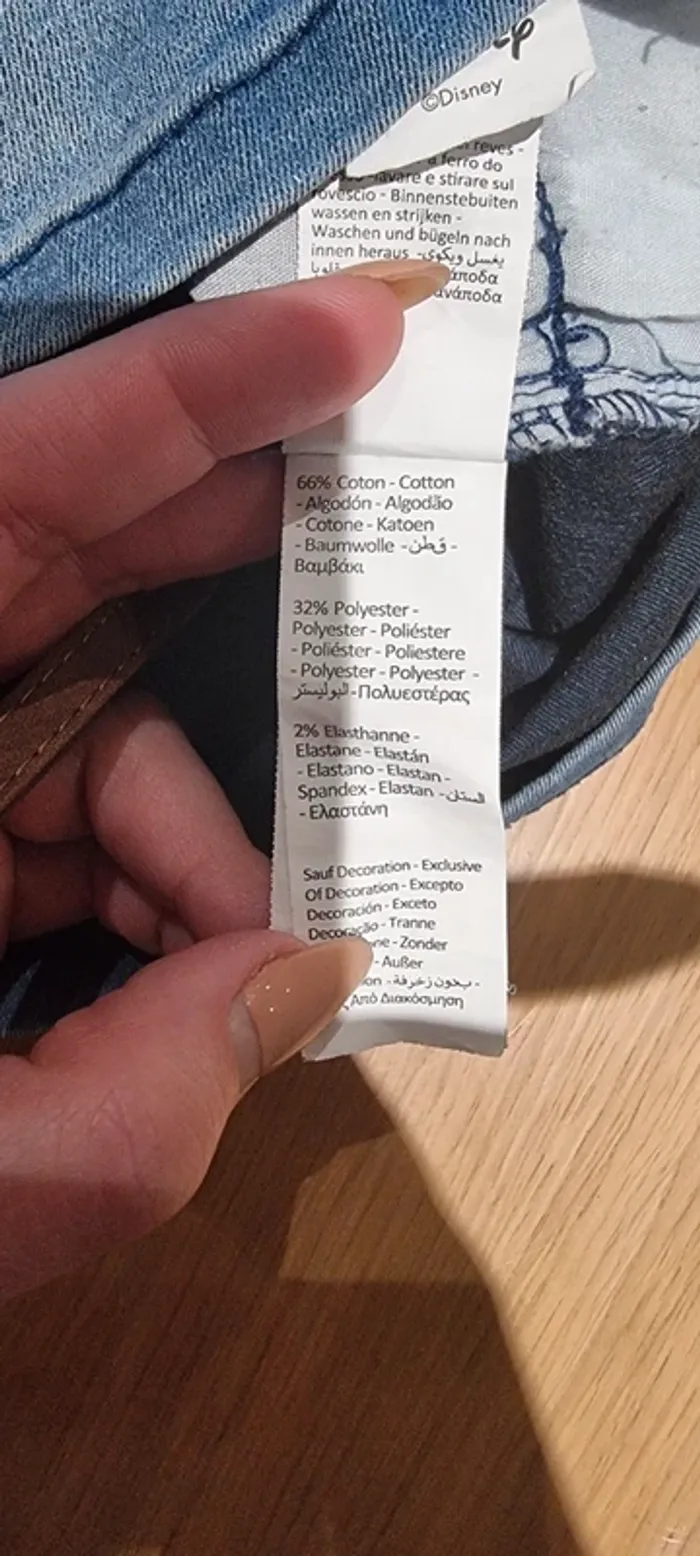 ©Disney
reves -
a ferro do
lavare e stirare sul
rovescio - Binnenstebuiten
wassen en strijken -
Waschen und bügeln nach
innen heraus -يغسل ويكوى
ανάποδα
66% Coton - Cotton
- Algodón - Algodão
- Cotone - Katoen
- Baumwolle -قطن -
Βαμβάκι
32% Polyester -
Polyester - Poliéster
- Poliéster - Poliestere
- Polyester - Polyester -
البوليستر-Πολυεστέρας
2% Elasthanne -
Elastane - Elastán
- Elastano - Elastan -
Spandex - Elastan -الستان
- Ελαστάνη
Sauf Decoration - Exclusive
Of Decoration - Excepto
Decoración - Exceto
Decoração - Tranne
- Zonder
- Außer
- بدون زخرفة -
Από Διακόσμηση